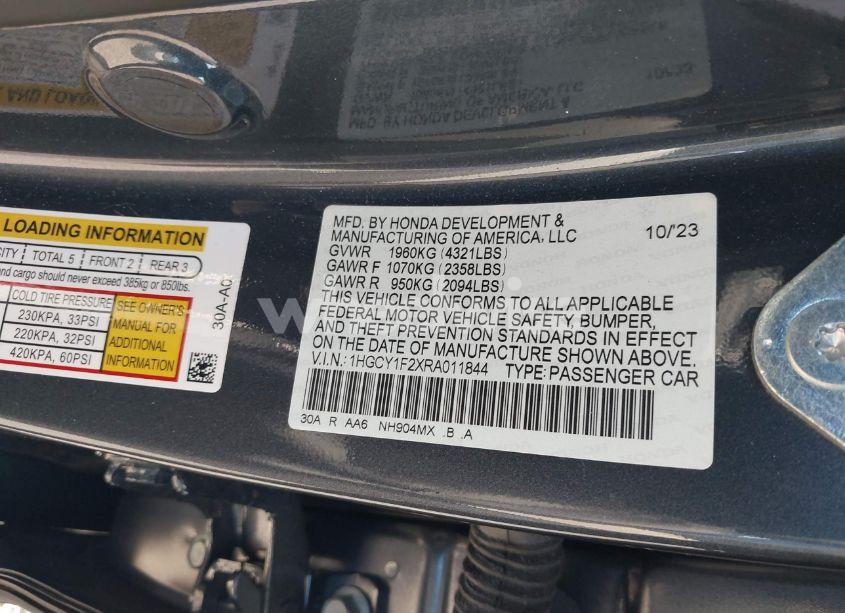 LOADING INFORMATION
CITY TOTAL 5 FRONT 2 REAR 3
and cargo should never exceed 385kg or 850lbs.
COLD TIRE PRESSURE
230KPA, 33PSI
220KPA, 32PSI
420KPA, 60PSI
SEE OWNER'S
MANUAL FOR
ADDITIONAL
INFORMATION
30A-A0
MFD. BY HONDA DEVELOPMENT &
MANUFACTURING OF AMERICA, LLC 10/'23
GVWR 1960KG (4321LBS)
GAWR F 1070KG (2358LBS)
GAWR R 950KG (2094LBS)
THIS VEHICLE CONFORMS TO ALL APPLICABLE
FEDERAL MOTOR VEHICLE SAFETY, BUMPER,
AND THEFT PREVENTION STANDARDS IN EFFECT
ON THE DATE OF MANUFACTURE SHOWN ABOVE.
V.I.N.: 1HGCY1F2XRA011844 TYPE: PASSENGER CAR
30A R AA6 NH904MX .B .A